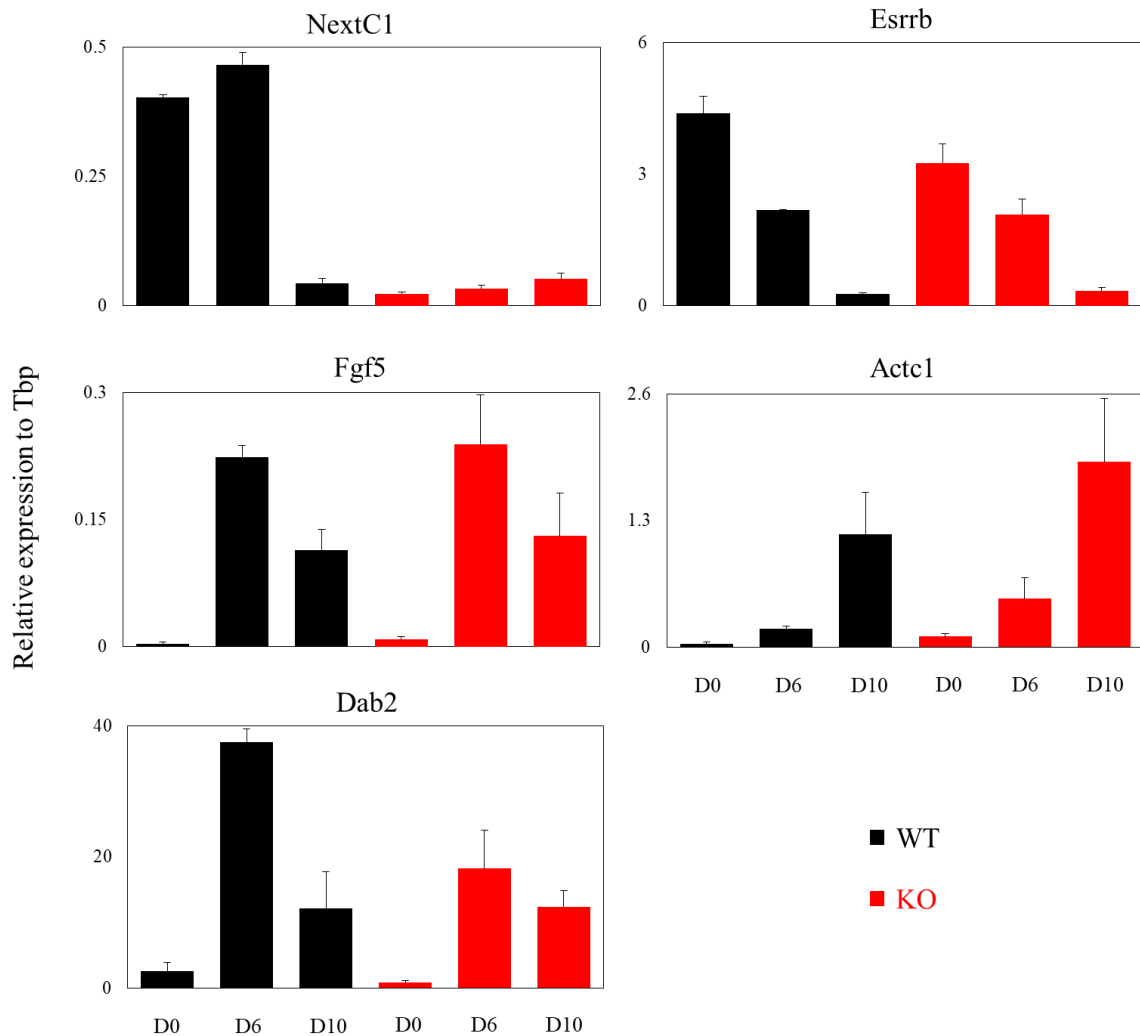 NextC1
0.5
0.25
0
Esrrb
6
3
0
Relative expression to Tbp
Fgf5
0.3
0.15
0
Actc1
2.6
1.3
0
D0 D6 D10 D0 D6 D10
Dab2
40
20
0
D0 D6 D10 D0 D6 D10
WT
KO